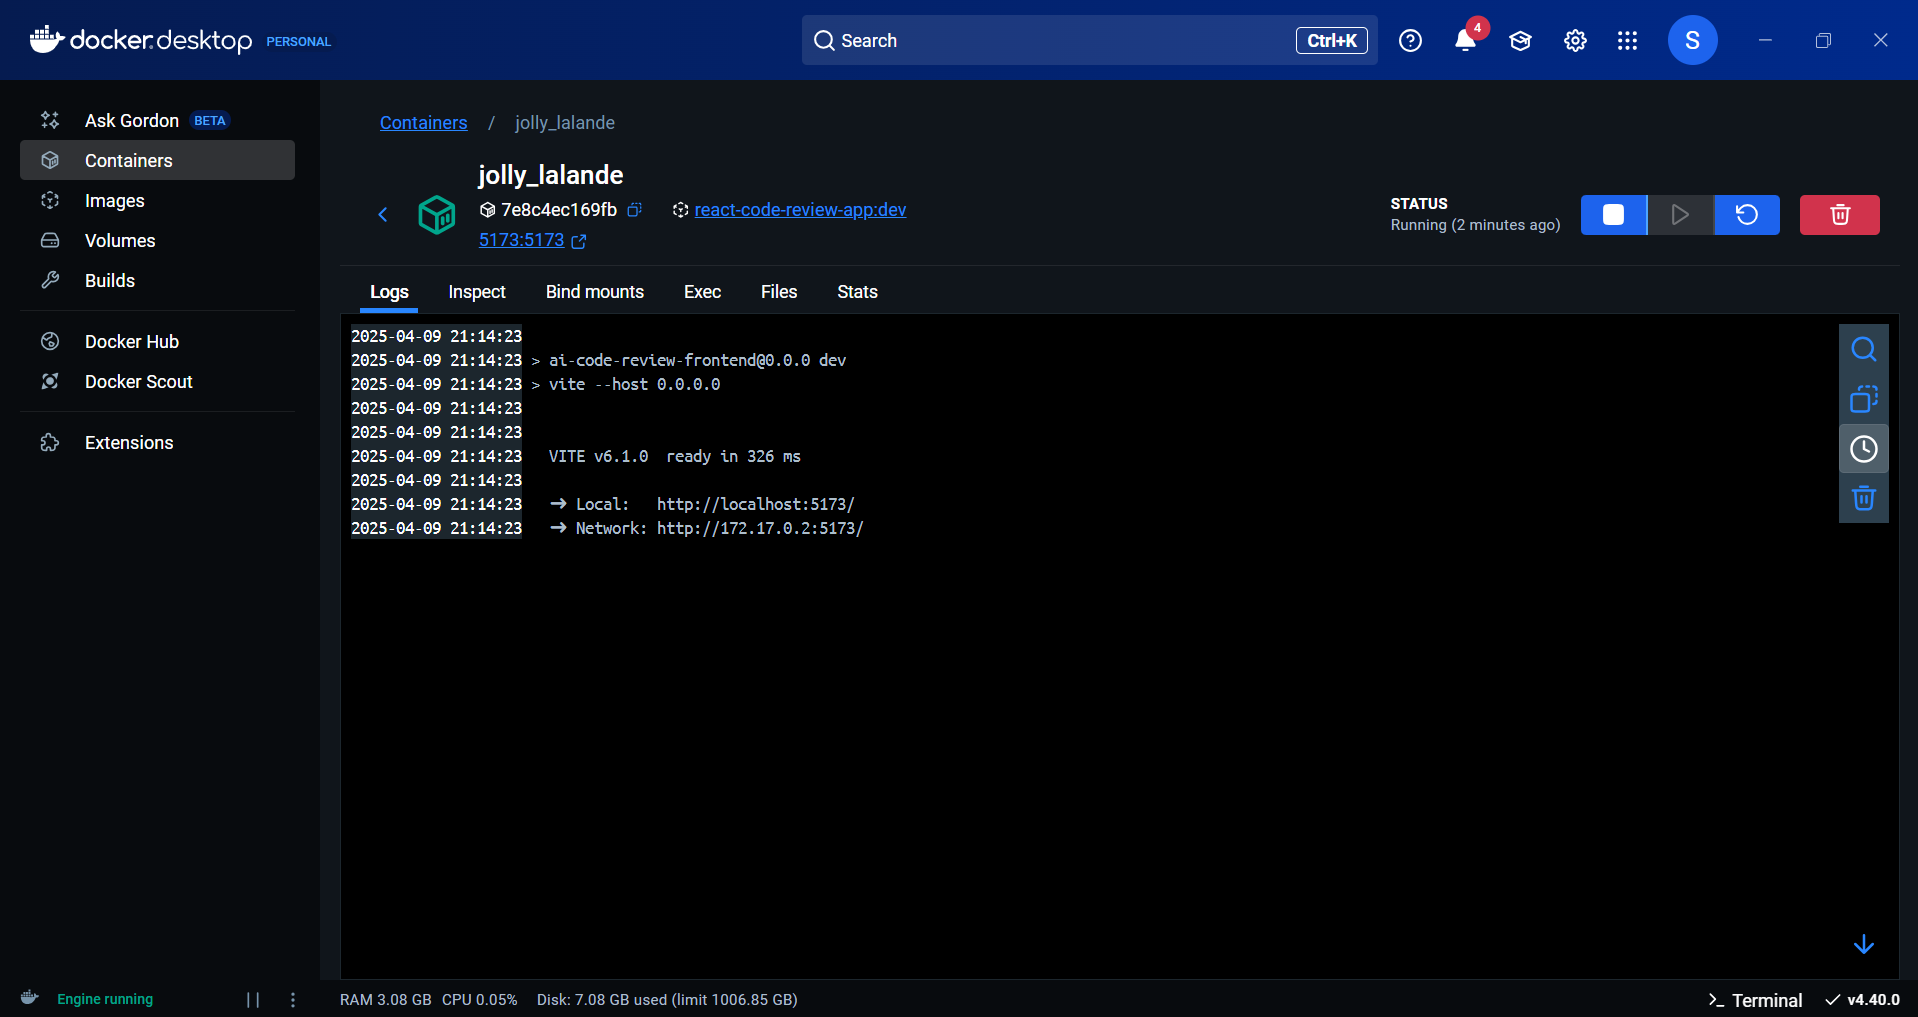 docker.desktop PERSONAL
Search Ctrl+K
4
S
Ask Gordon BETA
Containers
Images
Volumes
Builds
Docker Hub
Docker Scout
Extensions
Containers / jolly_lalande
jolly_lalande
7e8c4ec169fb react-code-review-app:dev
5173:5173
STATUS
Running (2 minutes ago)
Logs Inspect Bind mounts Exec Files Stats
2025-04-09 21:14:23
2025-04-09 21:14:23 > ai-code-review-frontend@0.0.0 dev
2025-04-09 21:14:23 > vite --host 0.0.0.0
2025-04-09 21:14:23
2025-04-09 21:14:23
2025-04-09 21:14:23 VITE v6.1.0 ready in 326 ms
2025-04-09 21:14:23
2025-04-09 21:14:23 ➜ Local: http://localhost:5173/
2025-04-09 21:14:23 ➜ Network: http://172.17.0.2:5173/
Engine running
RAM 3.08 GB CPU 0.05% Disk: 7.08 GB used (limit 1006.85 GB)
Terminal
v4.40.0